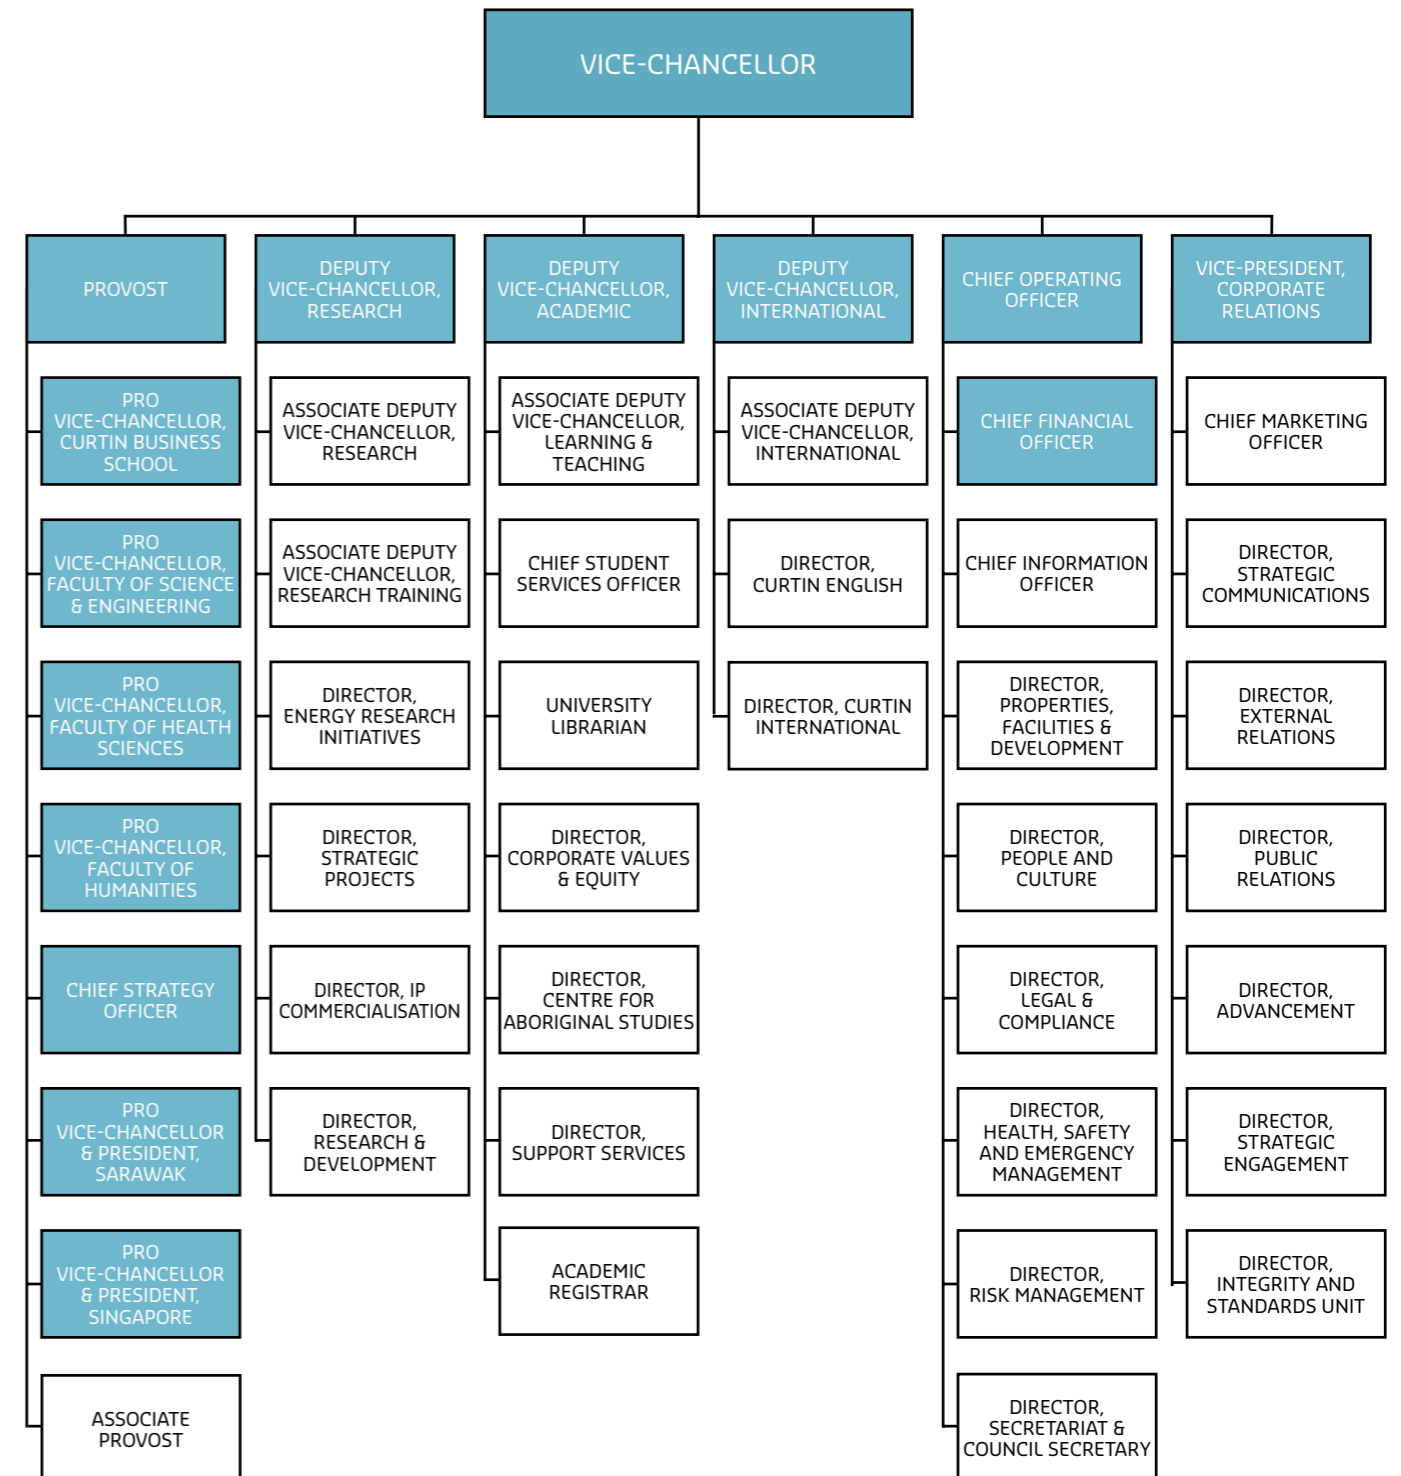 VICE-CHANCELLOR
PROVOST
DEPUTY
VICE-CHANCELLOR,
RESEARCH
DEPUTY
VICE-CHANCELLOR,
ACADEMIC
DEPUTY
VICE-CHANCELLOR,
INTERNATIONAL
CHIEF OPERATING
OFFICER
VICE-PRESIDENT,
CORPORATE
RELATIONS
PRO
VICE-CHANCELLOR,
CURTIN BUSINESS
SCHOOL
ASSOCIATE DEPUTY
VICE-CHANCELLOR,
RESEARCH
ASSOCIATE DEPUTY
VICE-CHANCELLOR,
LEARNING &
TEACHING
ASSOCIATE DEPUTY
VICE-CHANCELLOR,
INTERNATIONAL
CHIEF FINANCIAL
OFFICER
CHIEF MARKETING
OFFICER
PRO
VICE-CHANCELLOR,
FACULTY OF SCIENCE
& ENGINEERING
ASSOCIATE DEPUTY
VICE-CHANCELLOR,
RESEARCH TRAINING
CHIEF STUDENT
SERVICES OFFICER
DIRECTOR,
CURTIN ENGLISH
CHIEF INFORMATION
OFFICER
DIRECTOR,
STRATEGIC
COMMUNICATIONS
PRO
VICE-CHANCELLOR,
FACULTY OF HEALTH
SCIENCES
DIRECTOR,
ENERGY RESEARCH
INITIATIVES
UNIVERSITY
LIBRARIAN
DIRECTOR, CURTIN
INTERNATIONAL
DIRECTOR,
PROPERTIES,
FACILITIES &
DEVELOPMENT
DIRECTOR,
EXTERNAL
RELATIONS
PRO
VICE-CHANCELLOR,
FACULTY OF
HUMANITIES
DIRECTOR,
STRATEGIC
PROJECTS
DIRECTOR,
CORPORATE VALUES
& EQUITY
DIRECTOR,
PEOPLE AND
CULTURE
DIRECTOR,
PUBLIC
RELATIONS
CHIEF STRATEGY
OFFICER
DIRECTOR, IP
COMMERCIALISATION
DIRECTOR,
CENTRE FOR
ABORIGINAL STUDIES
DIRECTOR,
LEGAL &
COMPLIANCE
DIRECTOR,
ADVANCEMENT
PRO
VICE-CHANCELLOR
& PRESIDENT,
SARAWAK
DIRECTOR,
RESEARCH &
DEVELOPMENT
DIRECTOR,
SUPPORT SERVICES
DIRECTOR,
HEALTH, SAFETY
AND EMERGENCY
MANAGEMENT
DIRECTOR,
STRATEGIC
ENGAGEMENT
PRO
VICE-CHANCELLOR
& PRESIDENT,
SINGAPORE
ACADEMIC
REGISTRAR
DIRECTOR,
RISK MANAGEMENT
DIRECTOR,
INTEGRITY AND
STANDARDS UNIT
ASSOCIATE
PROVOST
DIRECTOR,
SECRETARIAT &
COUNCIL SECRETARY